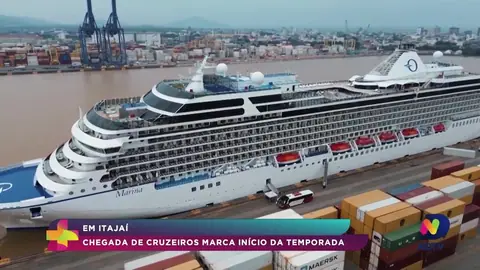 Marina
EM ITAJAÍ
CHEGADA DE CRUZEIROS MARCA INÍCIO DA TEMPORADA
MAERSK